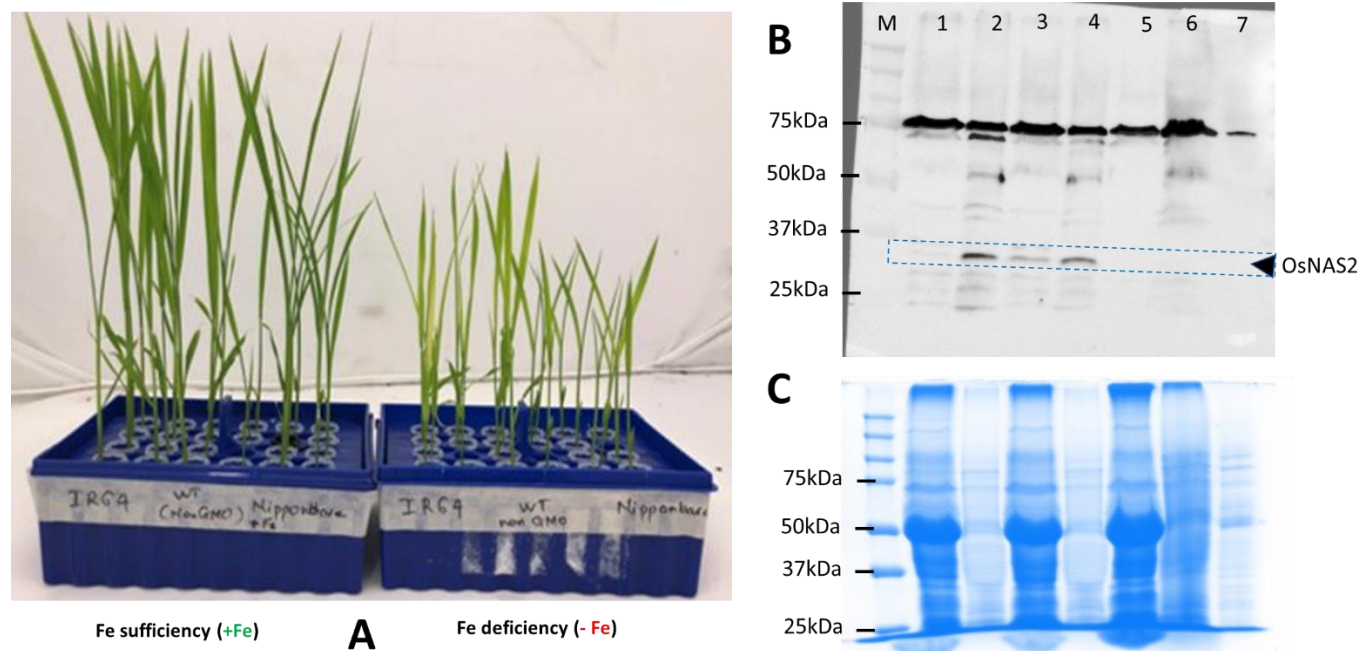 IR64
WT
(Non GMO)
Nipponbare
+Fe
IR64
WT
non GMO
Nipponbare
Fe sufficiency (+Fe)
A
Fe deficiency (- Fe)
B
M 1 2 3 4 5 6 7
75kDa
50kDa
37kDa
25kDa
OsNAS2
C
75kDa
50kDa
37kDa
25kDa